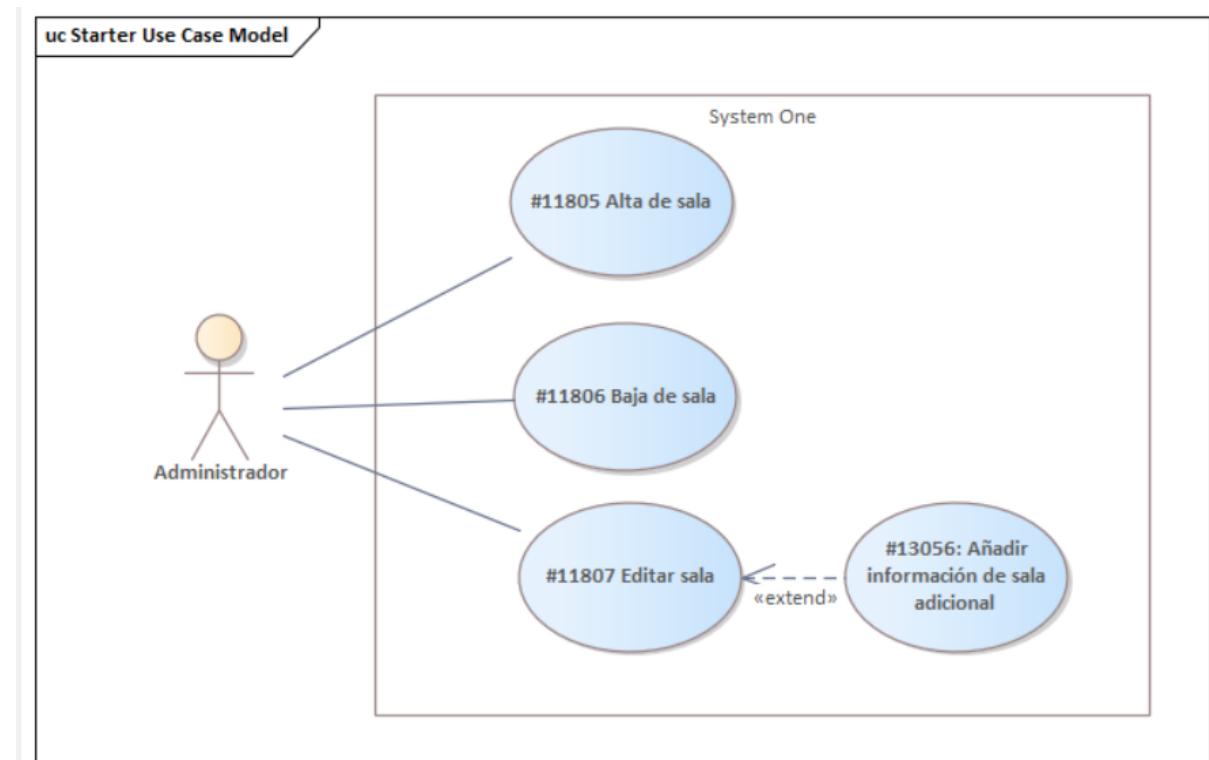 uc Starter Use Case Model
System One
#11805 Alta de sala
#11806 Baja de sala
Administrador
#11807 Editar sala
«extend»
#13056: Añadir
información de sala
adicional